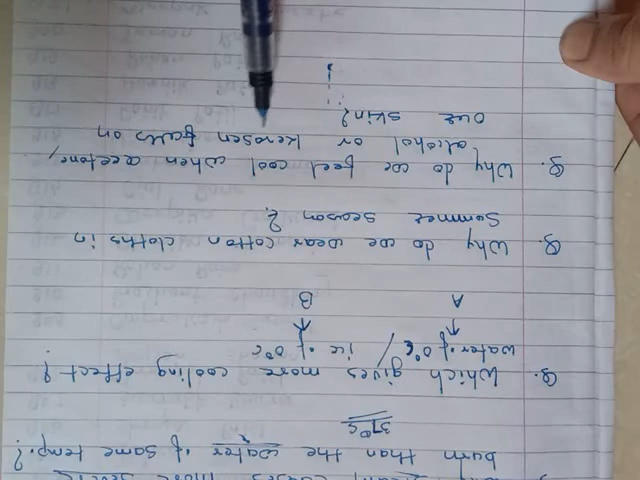 burn than the water of same temp.?
37°C
Q. Which gives more cooling effect?
water of 0°C / ice of 0°C
A B
Q. Why do we wear cotton cloths in
Summer season?
Q. Why do we feel cool when acetone,
alcohol or kerosen falls on
our skin?